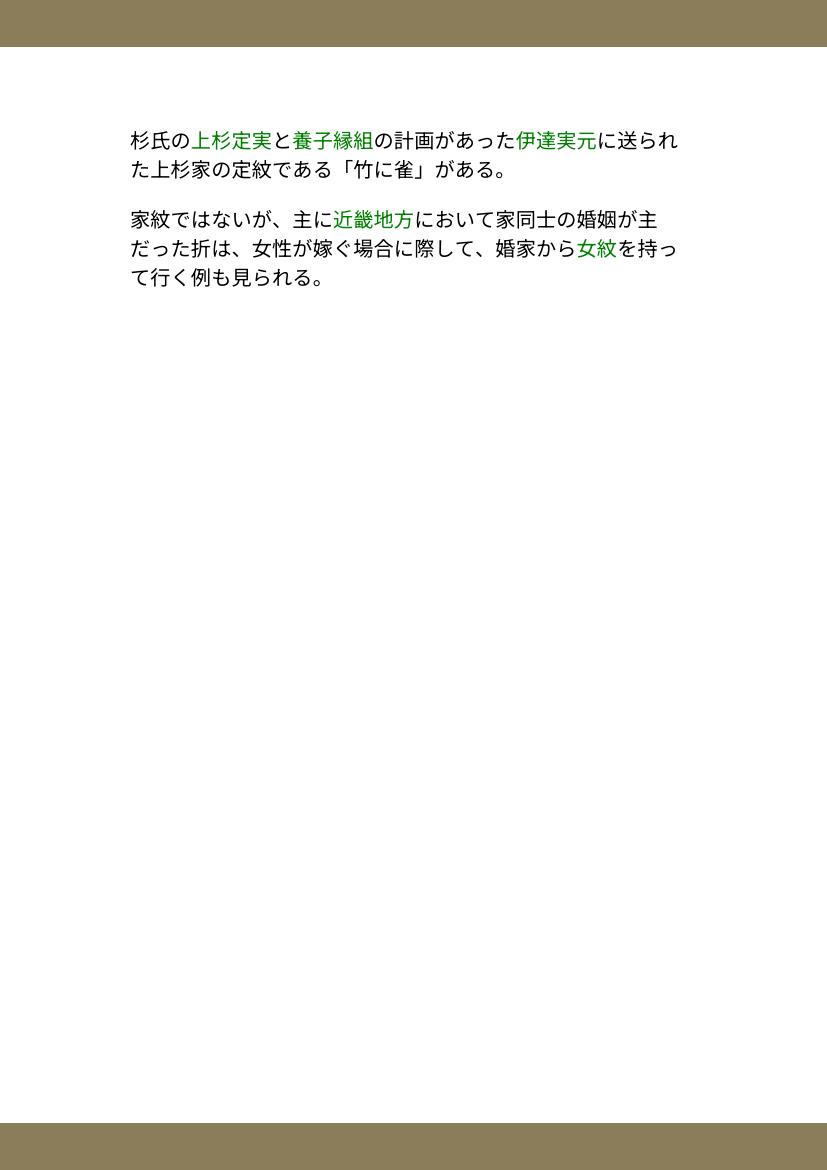 杉氏の上杉定実と養子縁組の計画があった伊達実元に送られ
た上杉家の定紋である「竹に雀」がある。
家紋ではないが、主に近畿地方において家同士の婚姻が主
だった折は、女性が嫁ぐ場合に際して、婚家から女紋を持っ
て行く例も見られる。